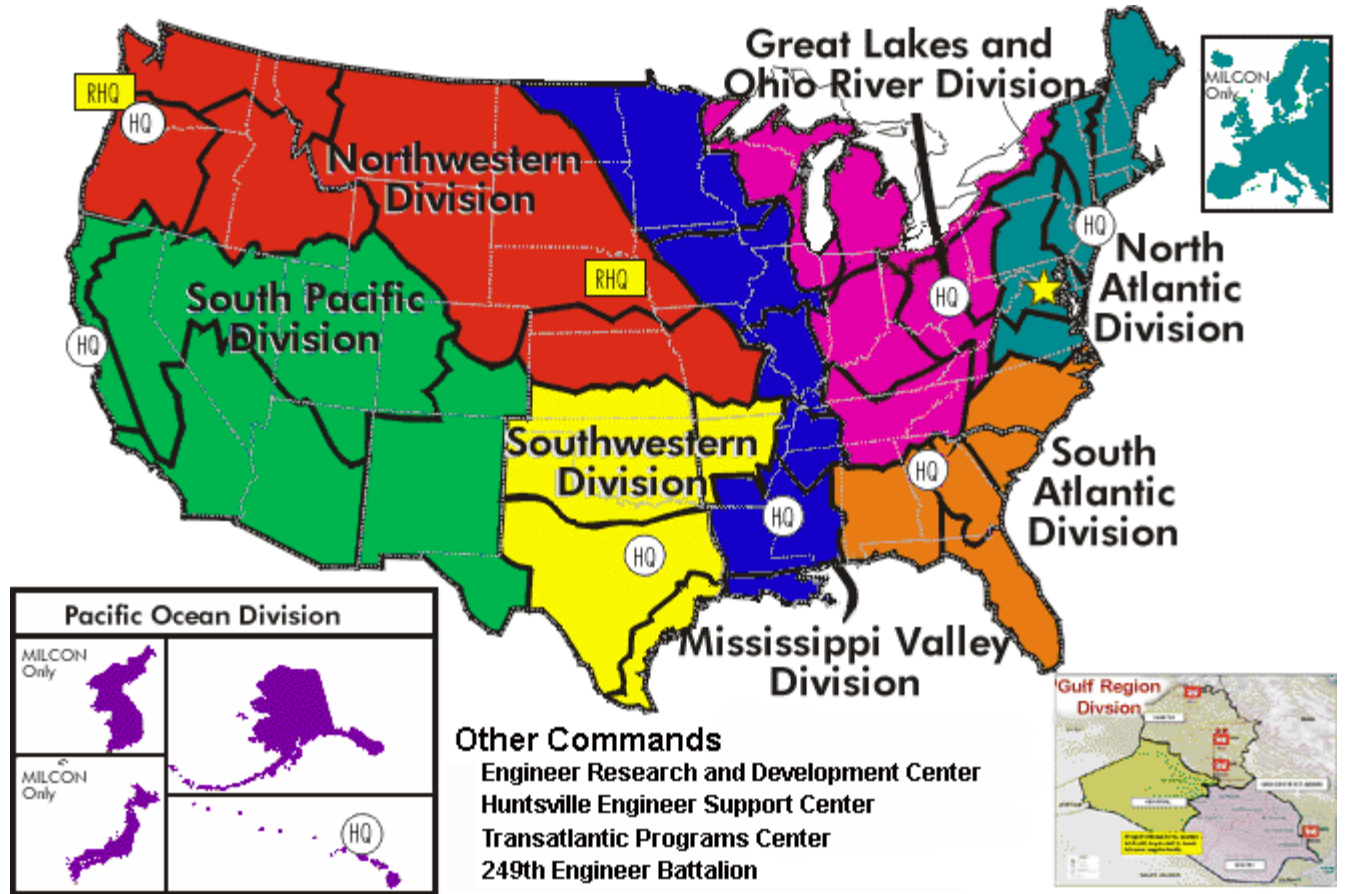 Great Lakes and
Ohio River Division
MILCON
Only
RHQ
HQ
Northwestern
Division
HQ
North
Atlantic
Division
RHQ
HQ
South Pacific
Division
HQ
Southwestern
Division
HQ
South
Atlantic
Division
HQ
HQ
Mississippi Valley
Division
Pacific Ocean Division
MILCON
Only
MILCON
Only
HQ
Other Commands
Engineer Research and Development Center
Huntsville Engineer Support Center
Transatlantic Programs Center
249th Engineer Battalion
Gulf Region
Divsion